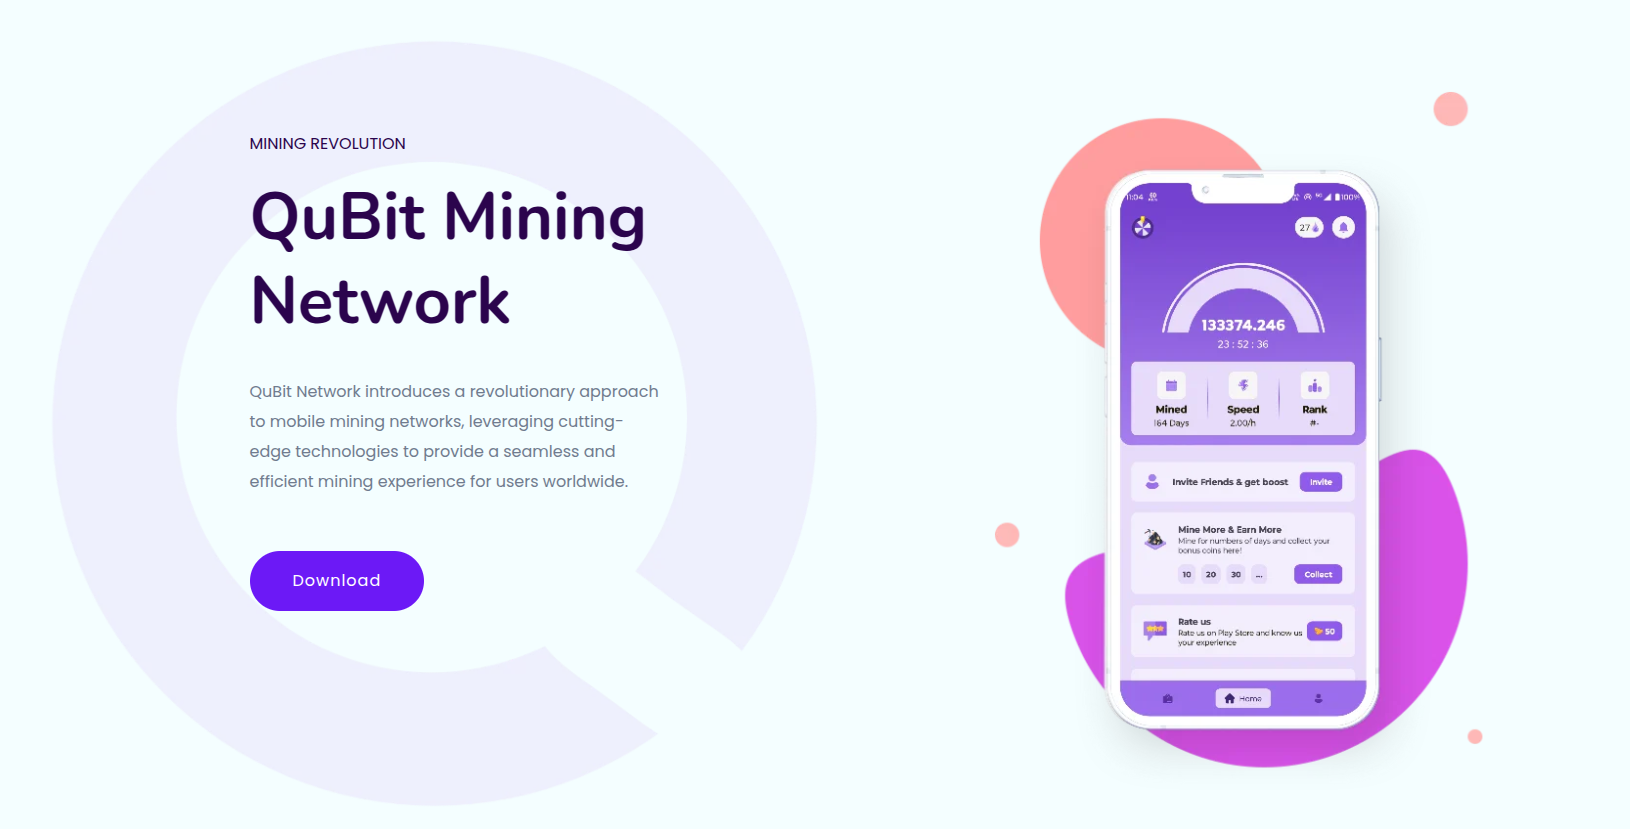 MINING REVOLUTION
QuBit Mining
Network
QuBit Network introduces a revolutionary approach
to mobile mining networks, leveraging cutting-
edge technologies to provide a seamless and
efficient mining experience for users worldwide.
Download
11:04
100%
27
133374.246
23 : 52 : 36
Mined
Speed
Rank
164 Days
2.00/h
#-
Invite Friends & get boost
Invite
Mine More & Earn More
Mine for numbers of days and collect your
bonus coins here!
10
20
30
...
Collect
Rate us
Rate us on Play Store and know us
your experience
50
Home